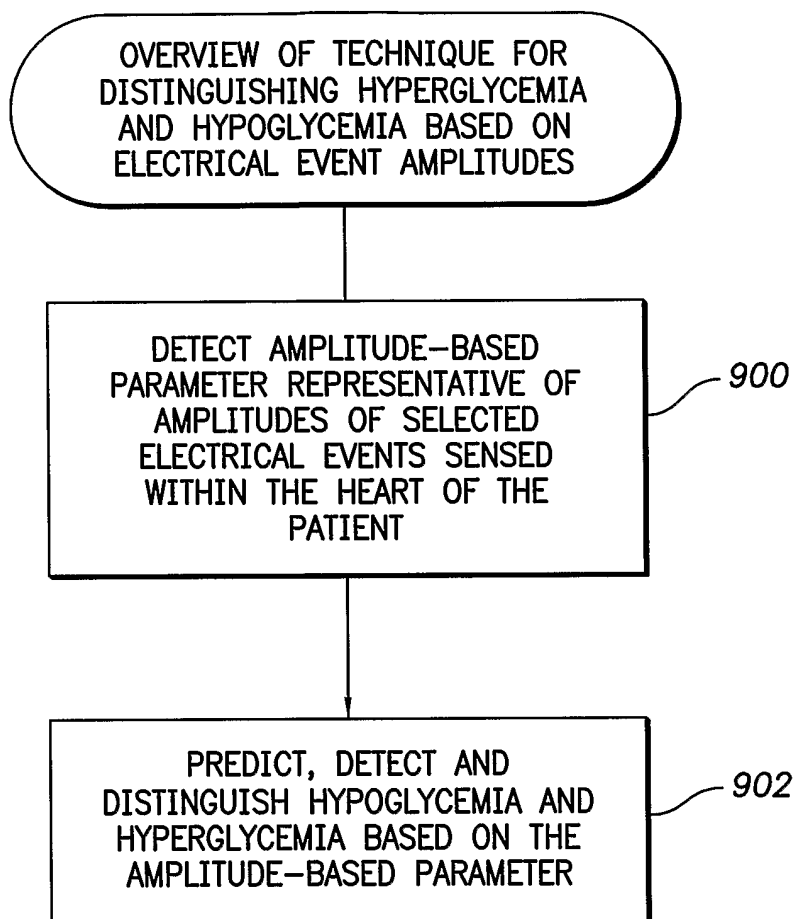 OVERVIEW OF TECHNIQUE FOR
DISTINGUISHING HYPERGLYCEMIA
AND HYPOGLYCEMIA BASED ON
ELECTRICAL EVENT AMPLITUDES
DETECT AMPLITUDE–BASED
PARAMETER REPRESENTATIVE OF
AMPLITUDES OF SELECTED
ELECTRICAL EVENTS SENSED
WITHIN THE HEART OF THE
PATIENT
900
PREDICT, DETECT AND
DISTINGUISH HYPOGLYCEMIA AND
HYPERGLYCEMIA BASED ON THE
AMPLITUDE–BASED PARAMETER
902